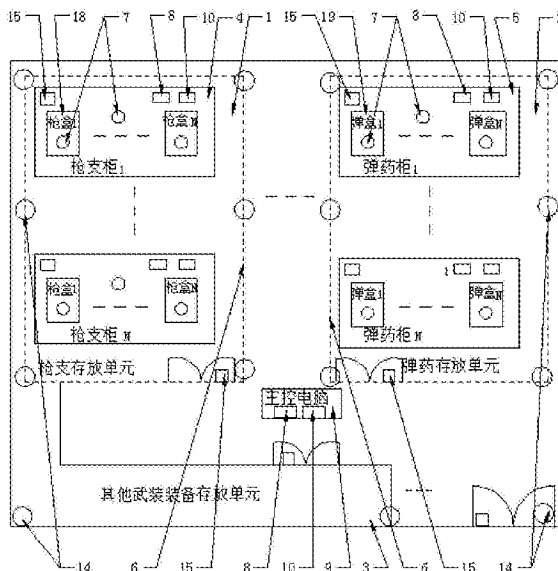 15 18 7 8 10 4 1 15 19 7 8 10 5 2
枪盒1 枪盒N 弹盒1 弹盒N
枪支柜1 弹药柜1
枪盒1 枪盒N 弹盒1 弹盒N
枪支柜N 弹药柜N
枪支存放单元 弹药存放单元
主控电脑
其他武装装备存放单元
14 6 15 8 10 9 3 6 15 14